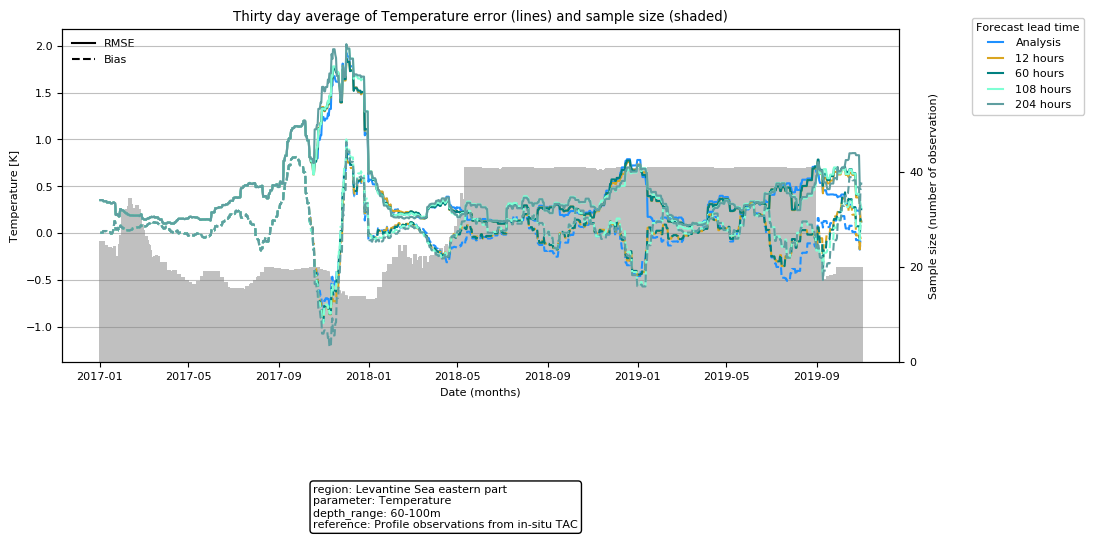 Thirty day average of Temperature error (lines) and sample size (shaded)
RMSE
Bias
Forecast lead time
Analysis
12 hours
60 hours
108 hours
204 hours
Temperature [K]
2.0
1.5
1.0
0.5
0.0
−0.5
−1.0
Sample size (number of observation)
40
20
0
2017-01
2017-05
2017-09
2018-01
2018-05
2018-09
2019-01
2019-05
2019-09
Date (months)
region: Levantine Sea eastern part
parameter: Temperature
depth_range: 60-100m
reference: Profile observations from in-situ TAC